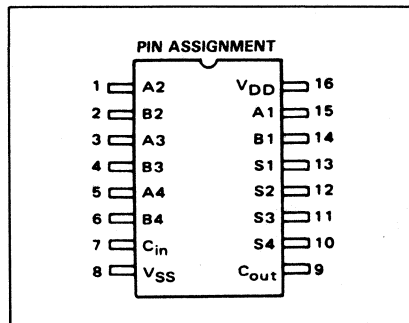 PIN ASSIGNMENT
1 A2 VDD 16
2 B2 A1 15
3 A3 B1 14
4 B3 S1 13
5 A4 S2 12
6 B4 S3 11
7 Cin S4 10
8 VSS Cout 9